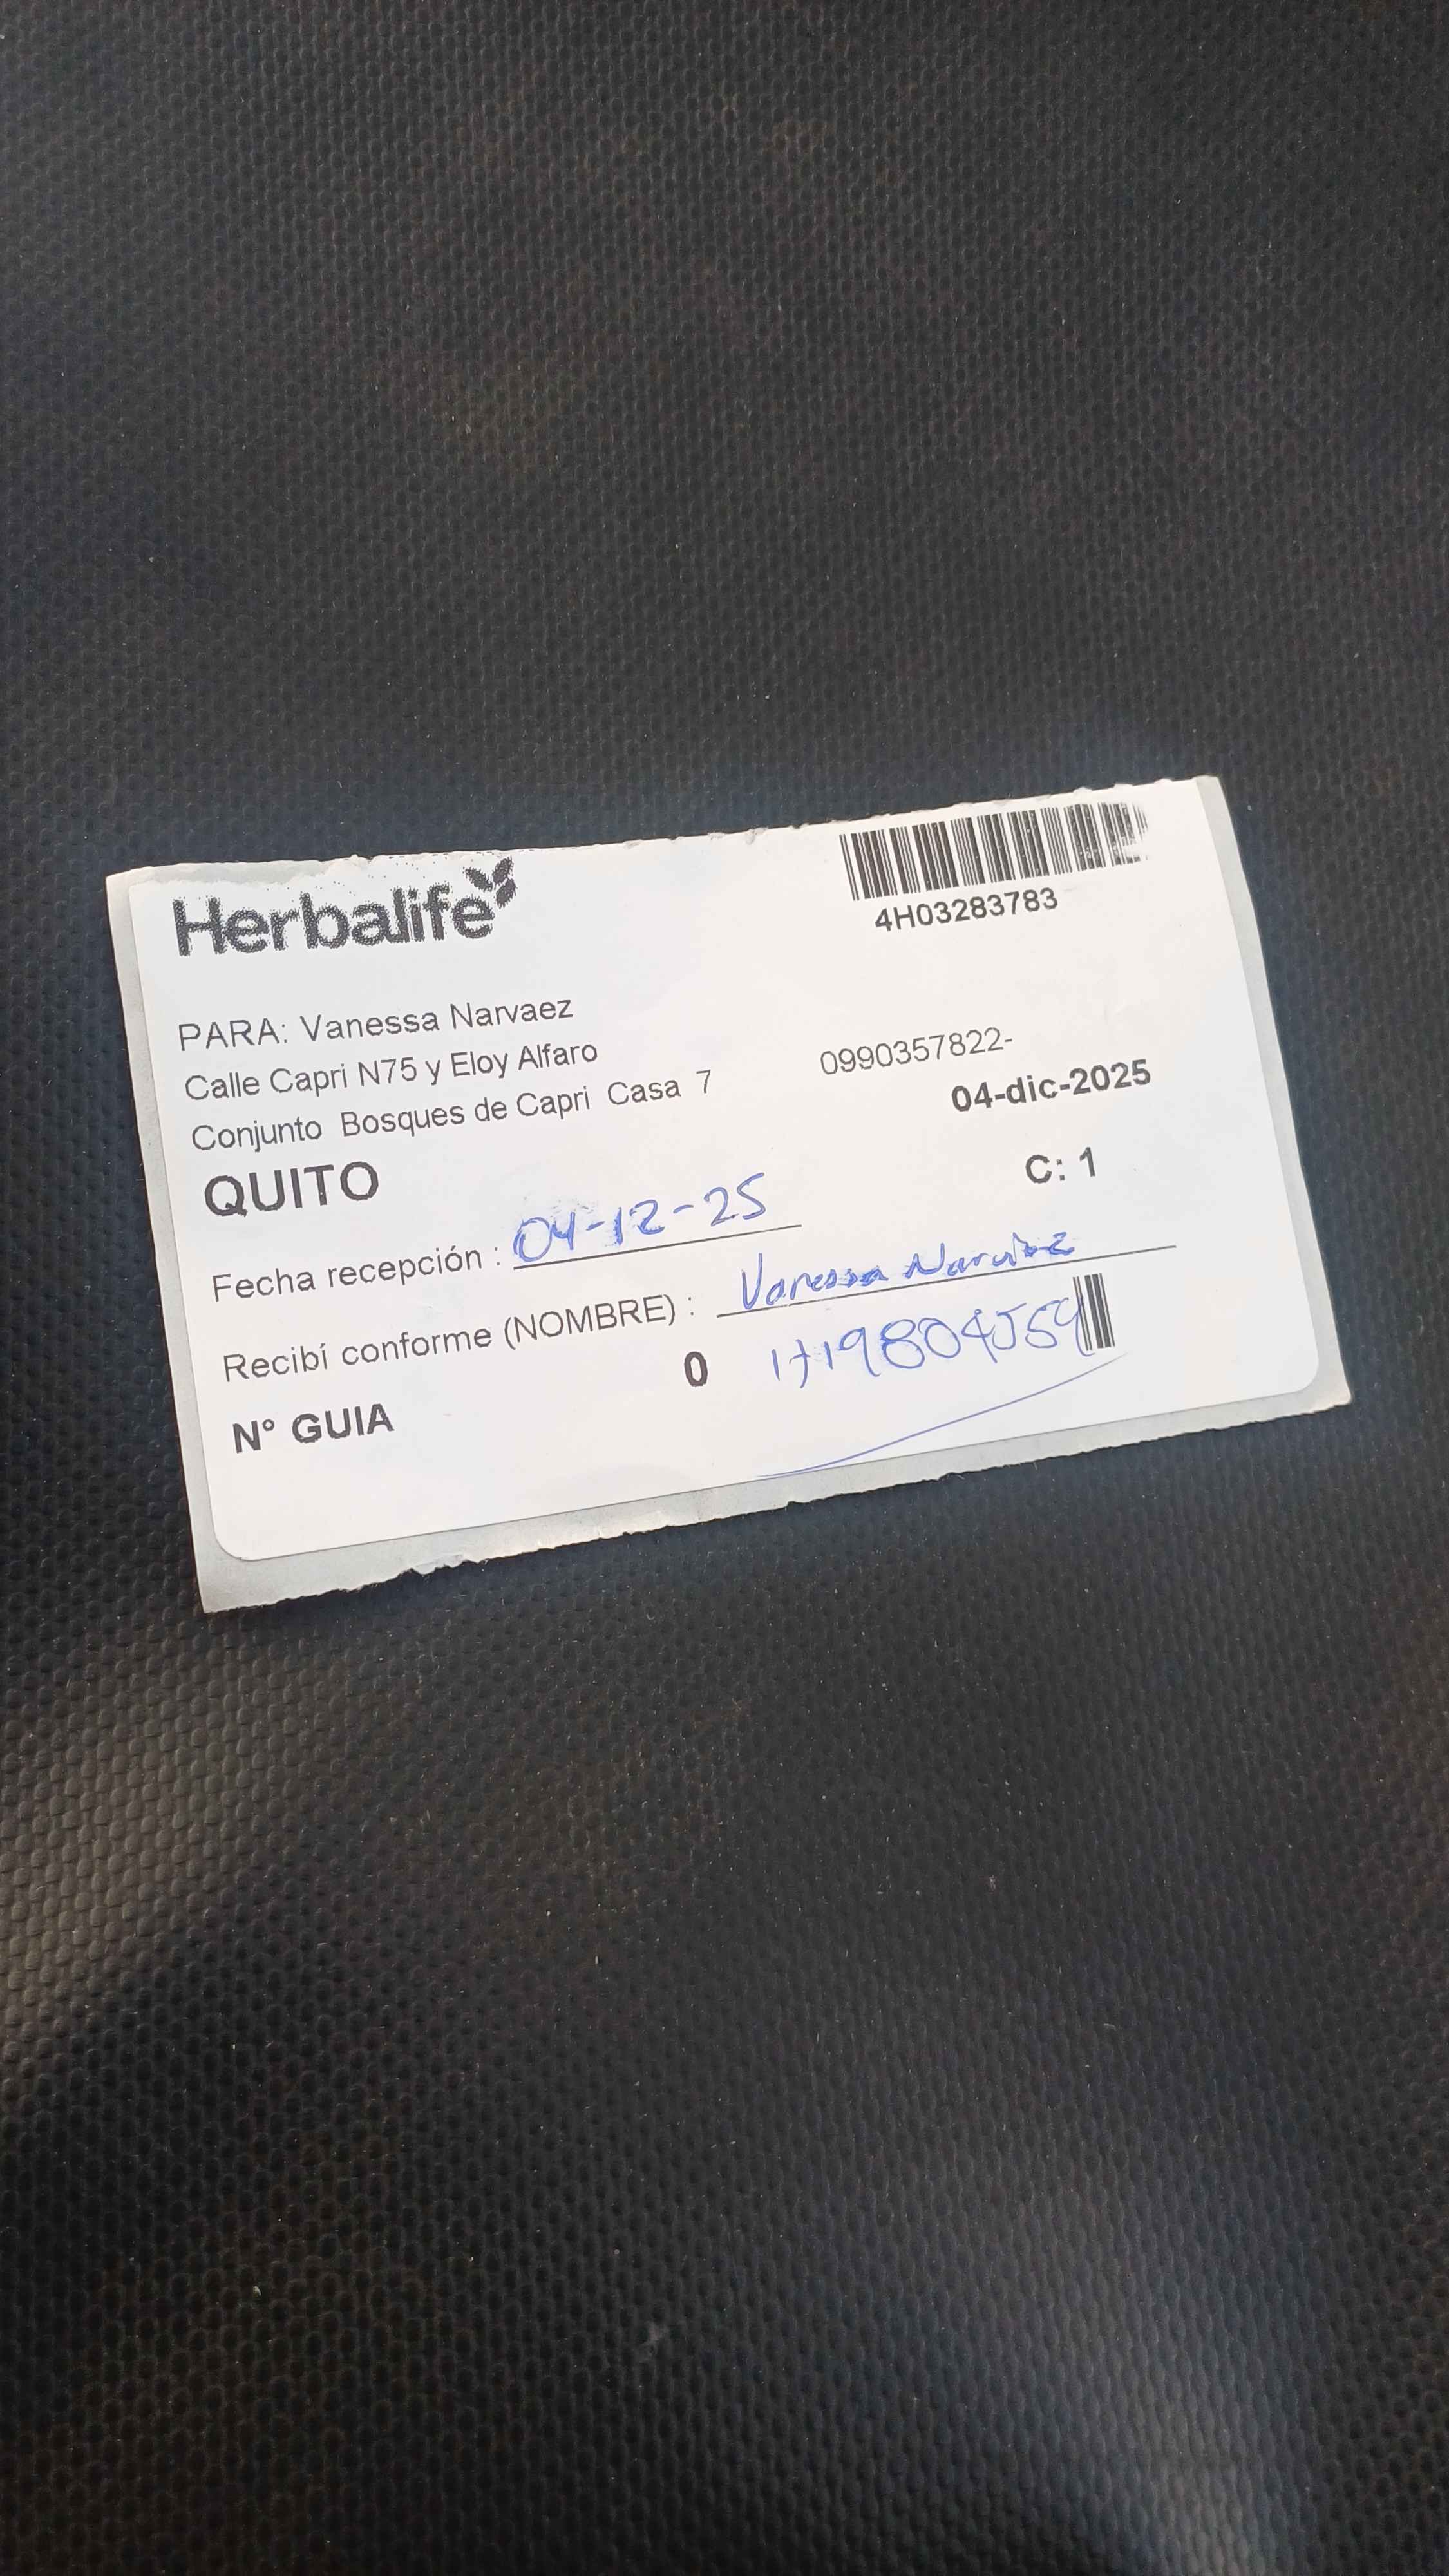 Herbalife
4H03283783
PARA: Vanessa Narvaez
Calle Capri N75 y Eloy Alfaro
0990357822-
Conjunto Bosques de Capri Casa 7
04-dic-2025
QUITO
C: 1
Fecha recepción : 04-12-25
Recibí conforme (NOMBRE) : Vanessa Narvaez
N° GUIA
0